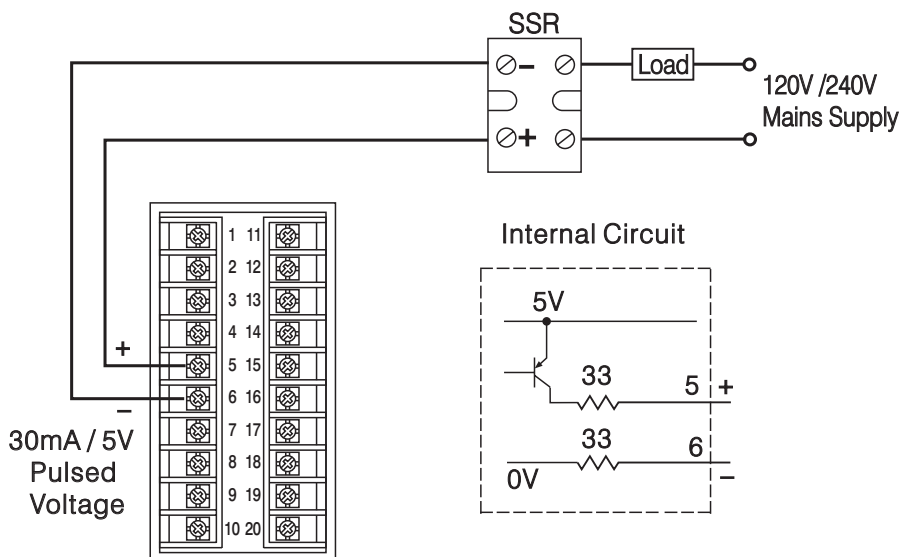 SSR
−
Load
120V /240V
Mains Supply
+
Internal Circuit
1 11
2 12
3 13
4 14
+
5 15
6 16
−
7 17
8 18
9 19
10 20
30mA / 5V
Pulsed
Voltage
5V
33
5
+
33
6
0V
−